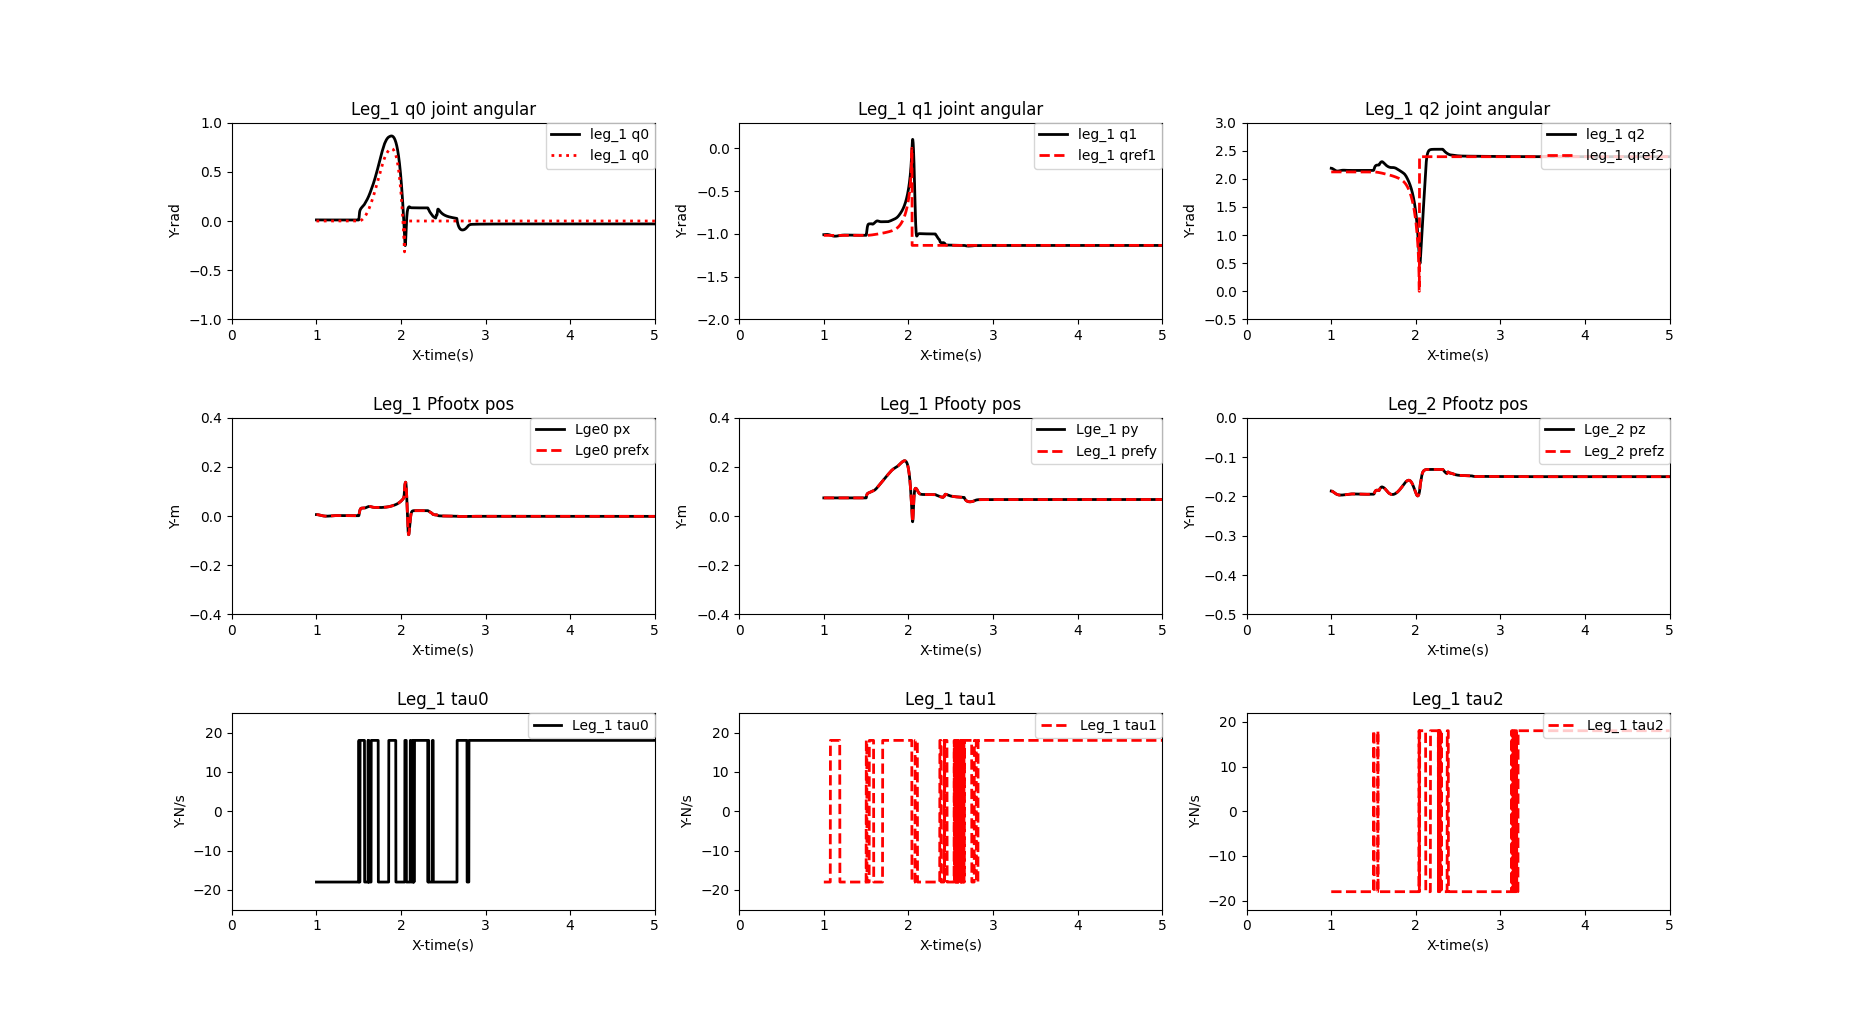 Leg_1 q0 joint angular
leg_1 q0
leg_1 q0
1.0
0.5
0.0
−0.5
−1.0
Y-rad
0 1 2 3 4 5
X-time(s)
Leg_1 q1 joint angular
leg_1 q1
leg_1 qref1
0.0
−0.5
−1.0
−1.5
−2.0
Y-rad
0 1 2 3 4 5
X-time(s)
Leg_1 q2 joint angular
leg_1 q2
leg_1 qref2
3.0
2.5
2.0
1.5
1.0
0.5
0.0
−0.5
Y-rad
0 1 2 3 4 5
X-time(s)
Leg_1 Pfootx pos
Lge0 px
Lge0 prefx
0.4
0.2
0.0
−0.2
−0.4
Y-m
0 1 2 3 4 5
X-time(s)
Leg_1 Pfooty pos
Lge_1 py
Leg_1 prefy
0.4
0.2
0.0
−0.2
−0.4
Y-m
0 1 2 3 4 5
X-time(s)
Leg_2 Pfootz pos
Lge_2 pz
Leg_2 prefz
0.0
−0.1
−0.2
−0.3
−0.4
−0.5
Y-m
0 1 2 3 4 5
X-time(s)
Leg_1 tau0
Leg_1 tau0
20
10
0
−10
−20
Y-N/s
0 1 2 3 4 5
X-time(s)
Leg_1 tau1
Leg_1 tau1
20
10
0
−10
−20
Y-N/s
0 1 2 3 4 5
X-time(s)
Leg_1 tau2
Leg_1 tau2
20
10
0
−10
−20
Y-N/s
0 1 2 3 4 5
X-time(s)